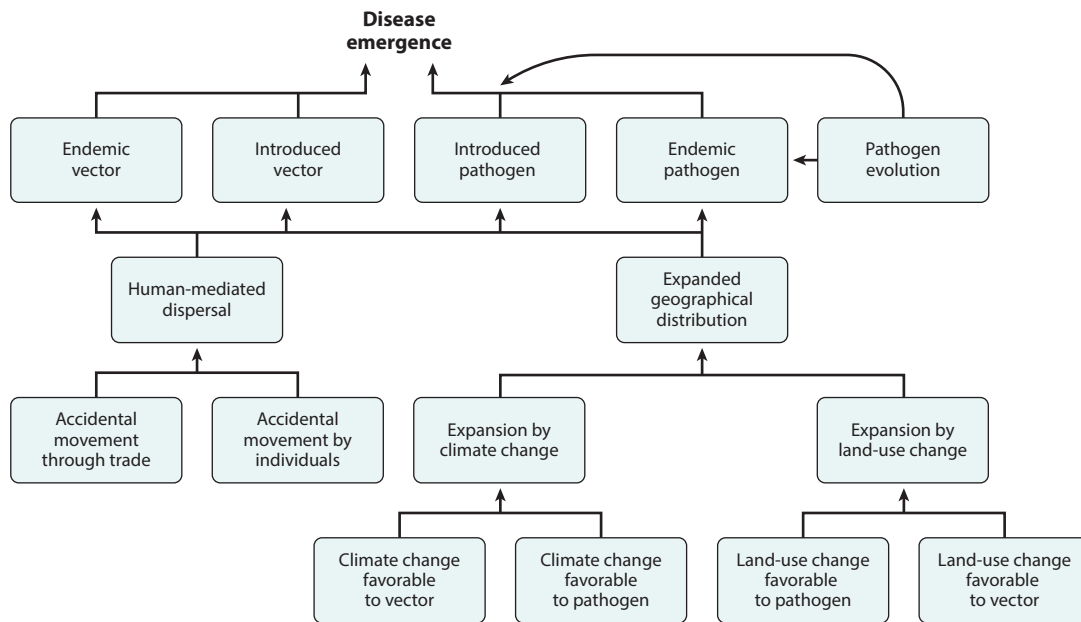 Disease
emergence
Endemic
vector
Introduced
vector
Introduced
pathogen
Endemic
pathogen
Pathogen
evolution
Human-mediated
dispersal
Expanded
geographical
distribution
Accidental
movement
through trade
Accidental
movement by
individuals
Expansion by
climate change
Expansion by
land-use change
Climate change
favorable
to vector
Climate change
favorable
to pathogen
Land-use change
favorable
to pathogen
Land-use change
favorable
to vector